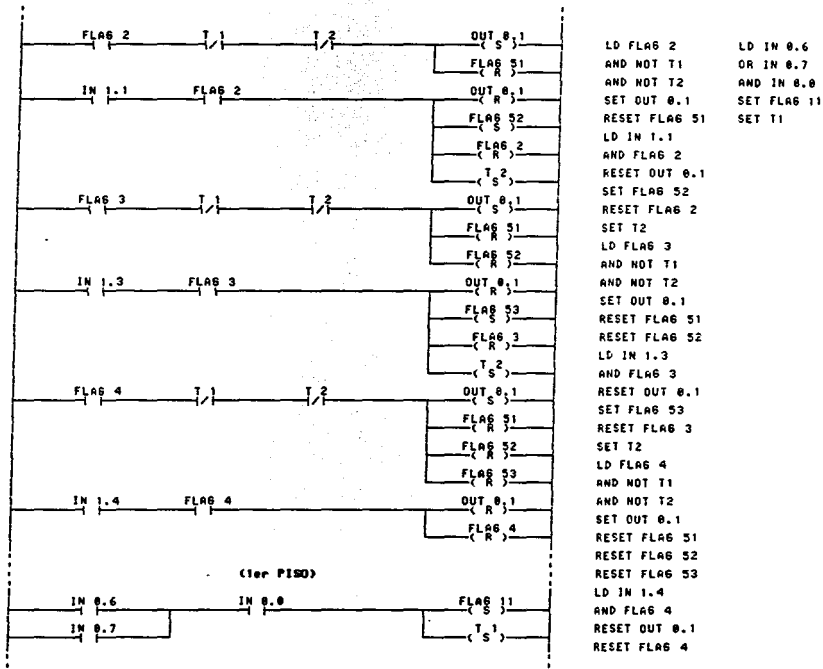 FLAG 2 T 1 T 2 OUT 0.1
S
FLAG 51
R
IN 1.1 FLAG 2 OUT 0.1
R
FLAG 52
S
FLAG 2
R
T 2
S
FLAG 3 T 1 T 2 OUT 0.1
S
FLAG 51
R
FLAG 52
R
IN 1.3 FLAG 3 OUT 0.1
R
FLAG 53
S
FLAG 3
R
T 2
S
FLAG 4 T 1 T 2 OUT 0.1
S
FLAG 51
R
FLAG 52
R
FLAG 53
R
IN 1.4 FLAG 4 OUT 0.1
R
FLAG 4
R
(1er PISO)
IN 0.6 IN 0.0 FLAG 11
S
IN 0.7 T 1
S
LD FLAG 2
AND NOT T1
AND NOT T2
SET OUT 0.1
RESET FLAG 51
LD IN 1.1
AND FLAG 2
RESET OUT 0.1
SET FLAG 52
RESET FLAG 2
SET T2
LD FLAG 3
AND NOT T1
AND NOT T2
SET OUT 0.1
RESET FLAG 51
RESET FLAG 52
LD IN 1.3
AND FLAG 3
RESET OUT 0.1
SET FLAG 53
RESET FLAG 3
SET T2
LD FLAG 4
AND NOT T1
AND NOT T2
SET OUT 0.1
RESET FLAG 51
RESET FLAG 52
RESET FLAG 53
LD IN 1.4
AND FLAG 4
RESET OUT 0.1
RESET FLAG 4
LD IN 0.6
OR IN 0.7
AND IN 0.0
SET FLAG 11
SET T1